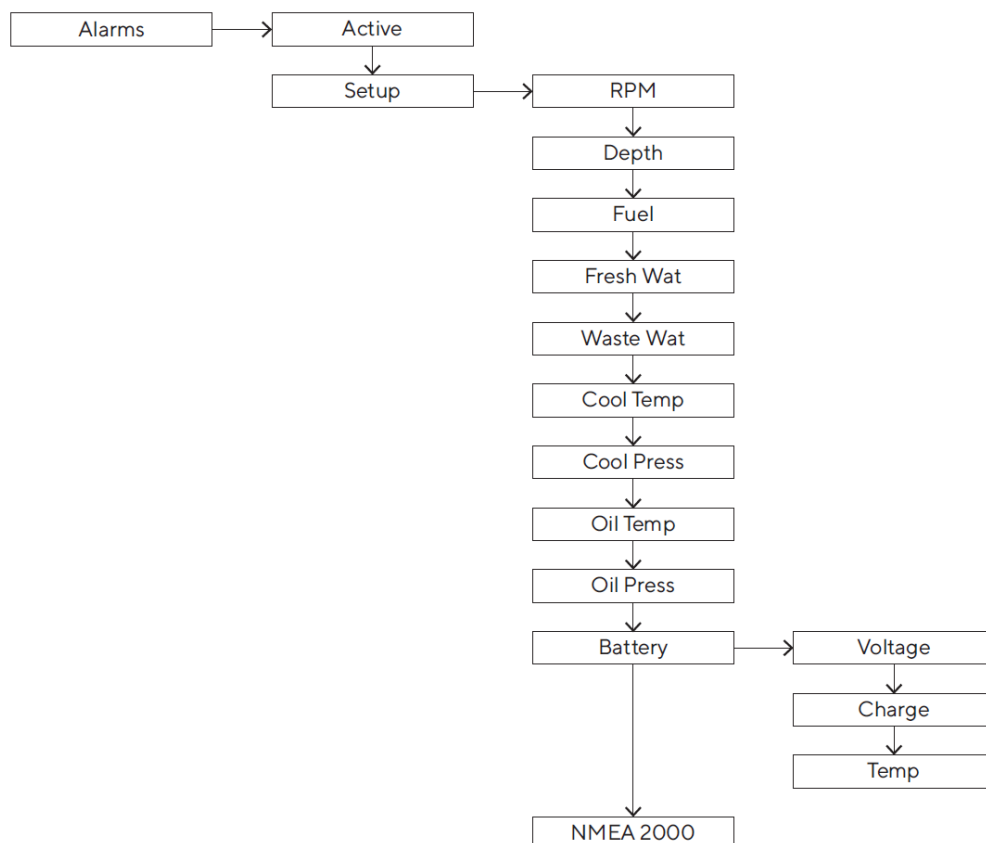 Alarms
Active
Setup
RPM
Depth
Fuel
Fresh Wat
Waste Wat
Cool Temp
Cool Press
Oil Temp
Oil Press
Battery
Voltage
Charge
Temp
NMEA 2000